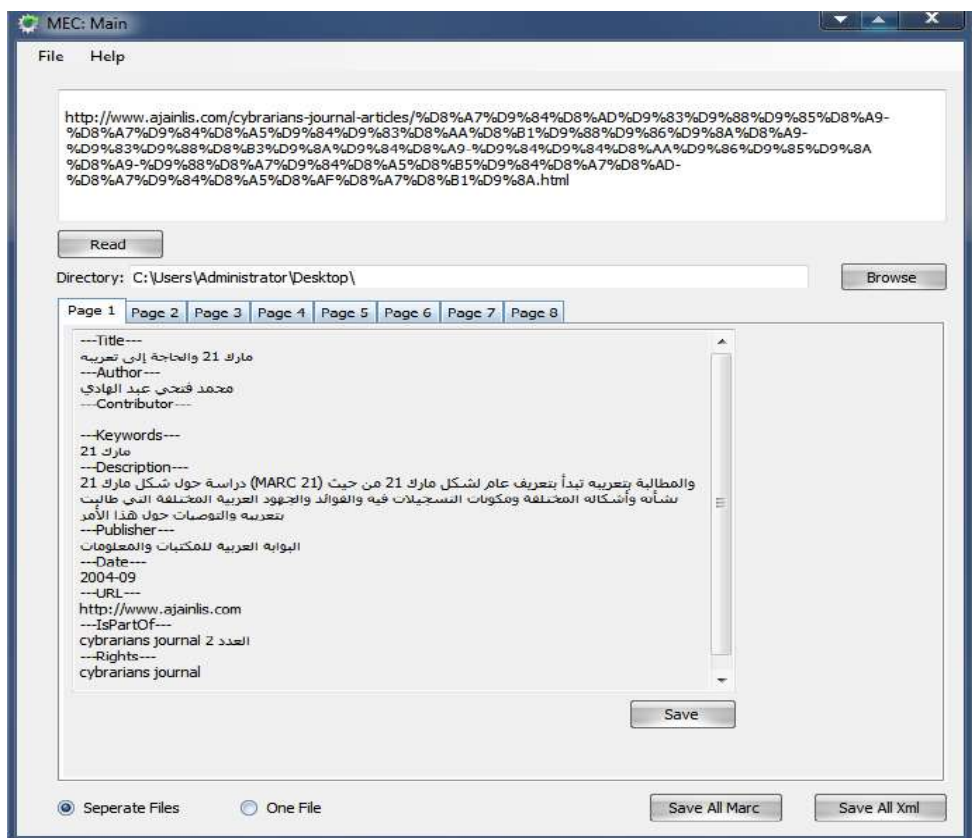 MEC: Main
File Help
http://www.ajainlis.com/cybrarians-journal-articles/%D8%A7%D9%84%D8%AD%D9%83%D9%88%D9%85%D8%A9-
%D8%A7%D9%84%D8%A5%D9%84%D9%83%D8%AA%D8%B1%D9%88%D9%86%D9%8A%D8%A9-
%D9%83%D9%88%D8%B3%D9%8A%D9%84%D8%A9-%D9%84%D9%84%D8%AA%D9%86%D9%85%D9%8A
%D8%A9-%D9%88%D8%A7%D9%84%D8%A5%D8%B5%D9%84%D8%A7%D8%AD-
%D8%A7%D9%84%D8%A5%D8%AF%D8%A7%D8%B1%D9%8A.html
Read
Directory: C:\Users\Administrator\Desktop\
Browse
Page 1 Page 2 Page 3 Page 4 Page 5 Page 6 Page 7 Page 8
---Title---
مارك 21 والحاجة إلى تعريبه
---Author---
محمد فتحي عبد الهادي
---Contributor---
---Keywords---
مارك 21
---Description---
والمطالبة بتعريبه تبدأ بتعريف عام لشكل مارك 21 من حيث (MARC 21) دراسة حول شكل مارك 21
نشأته وأشكاله المختلفة ومكونات التسجيلات فيه والفوائد والجهود العربية المختلفة التي طالبت
بتعريبه والتوصيات حول هذا الأمر
---Publisher---
البوابة العربية للمكتبات والمعلومات
---Date---
2004-09
---URL---
http://www.ajainlis.com
---IsPartOf---
cybrarians journal العدد 2
---Rights---
cybrarians journal
Save
Seperate Files One File Save All Marc Save All Xml